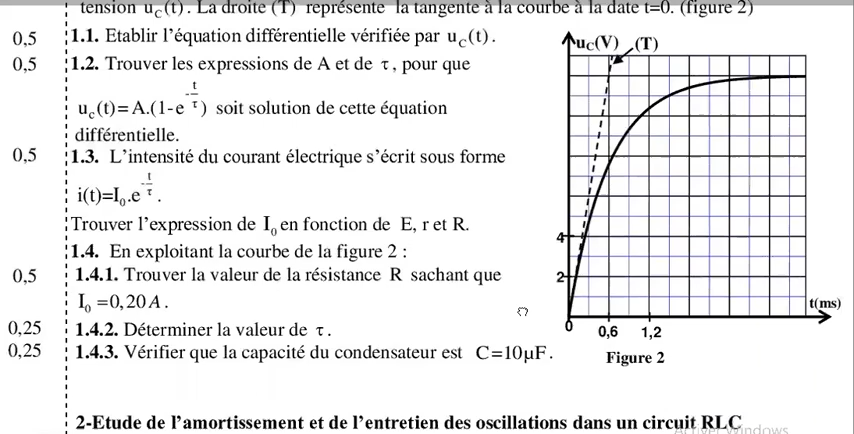 tension u_c(t). La droite (T) représente la tangente à la courbe à la date t=0. (figure 2)
0,5 1.1. Etablir l'équation différentielle vérifiée par u_C(t).
0,5 1.2. Trouver les expressions de A et de τ, pour que
u_c(t)=A.(1-e^(-t/τ)) soit solution de cette équation
différentielle.
0,5 1.3. L'intensité du courant électrique s'écrit sous forme
i(t)=I_0.e^(-t/τ).
Trouver l'expression de I_0 en fonction de E, r et R.
1.4. En exploitant la courbe de la figure 2 :
0,5 1.4.1. Trouver la valeur de la résistance R sachant que
I_0=0,20A.
0,25 1.4.2. Déterminer la valeur de τ.
0,25 1.4.3. Vérifier que la capacité du condensateur est C=10µF.
u_C(V) (T)
4
2
t(ms)
0 0,6 1,2
Figure 2
2-Etude de l'amortissement et de l'entretien des oscillations dans un circuit RLC
Activer Windows